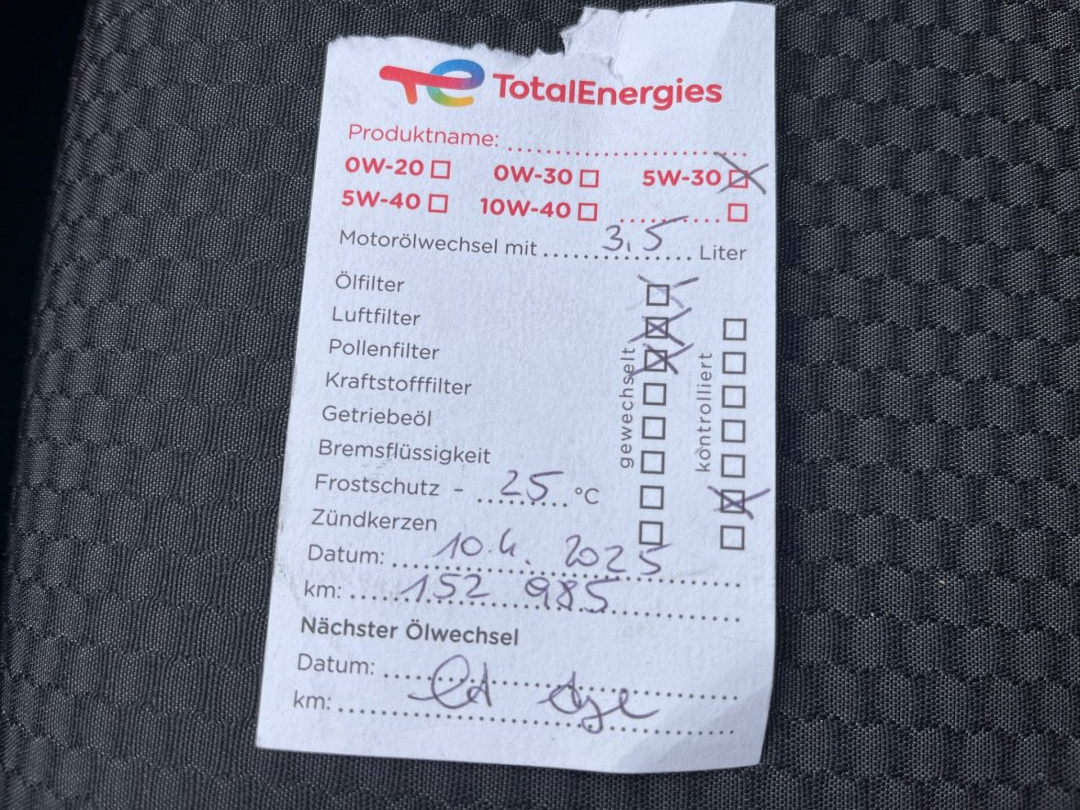 TotalEnergies
Produktname:
0W-20 0W-30 5W-30
5W-40 10W-40
Motorölwechsel mit 3,5 Liter
Ölfilter
Luftfilter
Pollenfilter
Kraftstofffilter
Getriebeöl
Bremsflüssigkeit
Frostschutz - 25 °C
Zündkerzen
gewechselt
kontrolliert
Datum: 10.4. 2025
km: 152 985
Nächster Ölwechsel
Datum:
km: